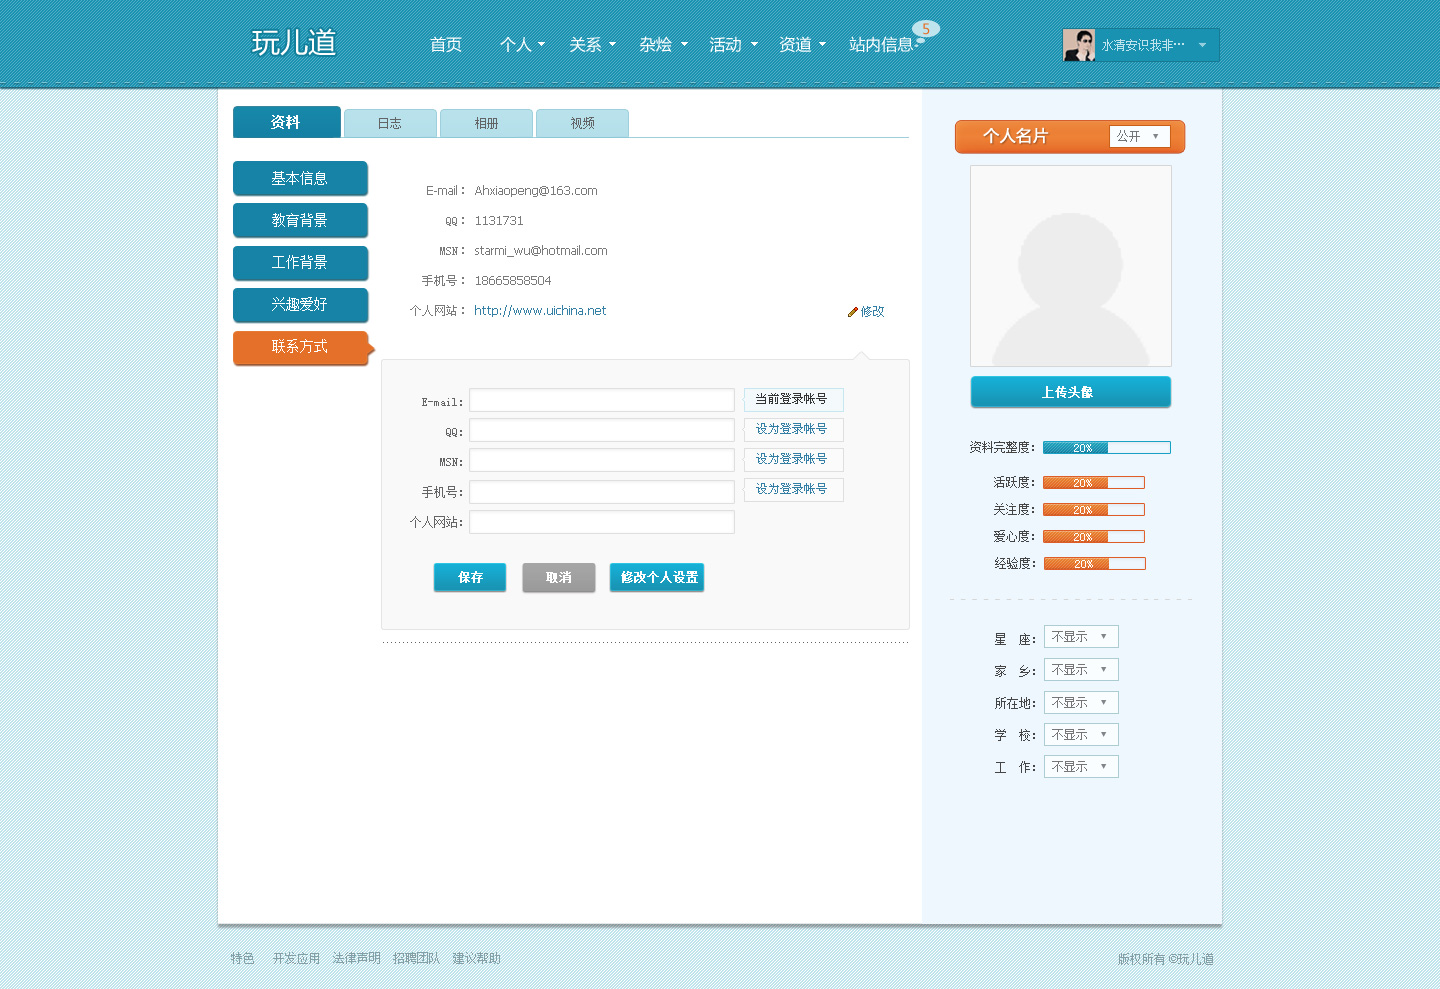 玩儿道
首页 个人 关系 杂烩 活动 资道 站内信息 5
水清安识我非…
资料 日志 相册 视频
基本信息
教育背景
工作背景
兴趣爱好
联系方式
E-mail： Ahxiaopeng@163.com
QQ： 1131731
MSN： starmi_wu@hotmail.com
手机号： 18665858504
个人网站： http://www.uichina.net
修改
E-mail: 当前登录帐号
QQ: 设为登录帐号
MSN: 设为登录帐号
手机号: 设为登录帐号
个人网站:
保存 取消 修改个人设置
个人名片 公开
上传头像
资料完整度: 20%
活跃度: 20%
关注度: 20%
爱心度: 20%
经验度: 20%
星 座: 不显示
家 乡: 不显示
所在地: 不显示
学 校: 不显示
工 作: 不显示
特色 开发应用 法律声明 招聘团队 建议帮助
版权所有 ©玩儿道